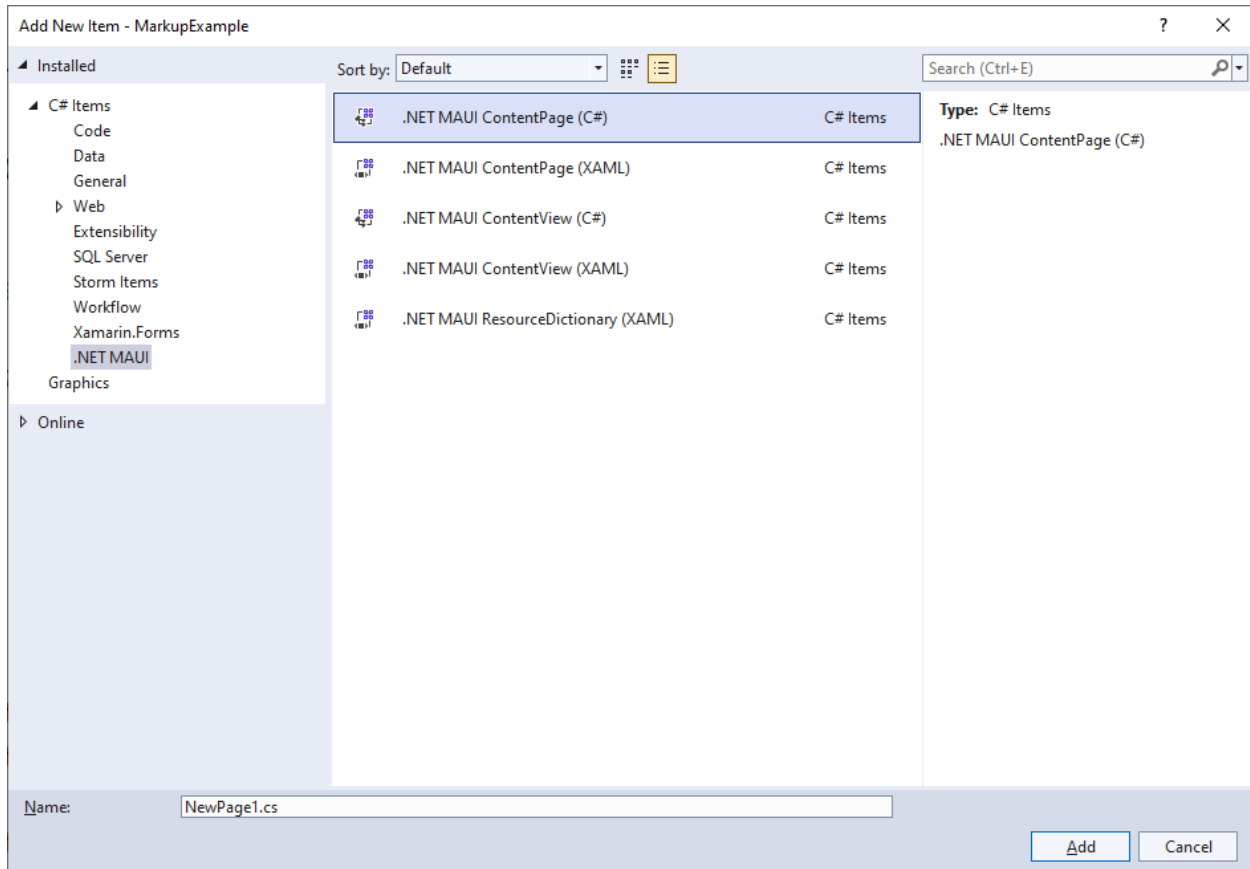 Add New Item - MarkupExample
?
Installed
Sort by: Default
Search (Ctrl+E)
C# Items
Code
Data
General
Web
Extensibility
SQL Server
Storm Items
Workflow
Xamarin.Forms
.NET MAUI
Graphics
Online
.NET MAUI ContentPage (C#) C# Items
.NET MAUI ContentPage (XAML) C# Items
.NET MAUI ContentView (C#) C# Items
.NET MAUI ContentView (XAML) C# Items
.NET MAUI ResourceDictionary (XAML) C# Items
Type: C# Items
.NET MAUI ContentPage (C#)
Name: NewPage1.cs
Add Cancel